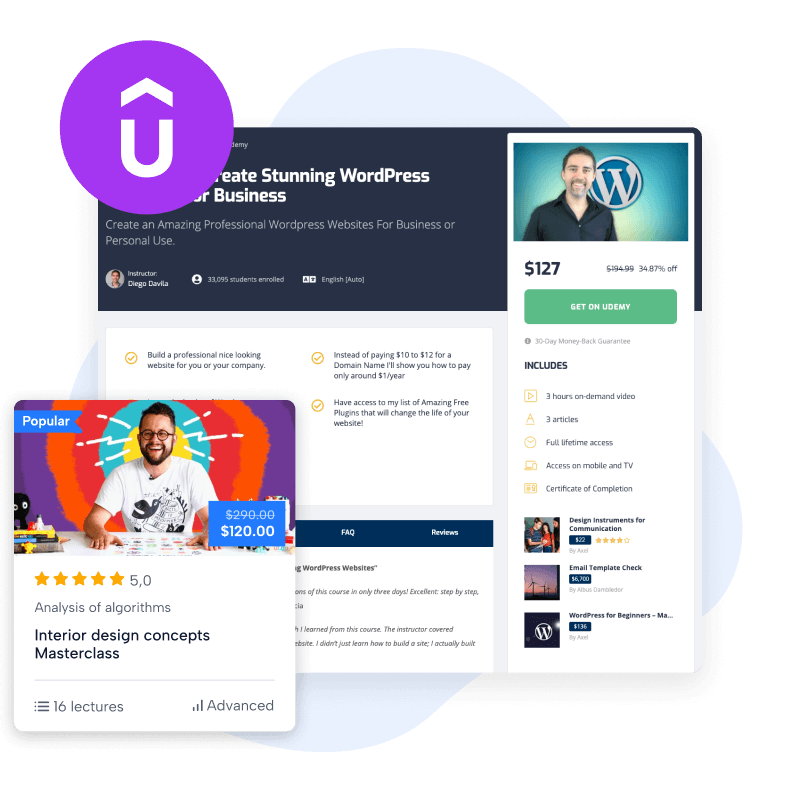 demy
reate Stunning WordPress
or Business
Create an Amazing Professional Wordpress Websites For Business or
Personal Use.
Instructor:
Diego Davila
33,095 students enrolled
English [Auto]
$127
$194.99 34.87% off
GET ON UDEMY
30-Day Money-Back Guarantee
INCLUDES
3 hours on-demand video
3 articles
Full lifetime access
Access on mobile and TV
Certificate of Completion
Design Instruments for
Communication
$22
By Axel
Email Template Check
$6,700
By Albus Dambledor
WordPress for Beginners – Ma...
$136
By Axel
Build a professional nice looking
website for you or your company.
Instead of paying $10 to $12 for a
Domain Name I'll show you how to pay
only around $1/year
Have access to my list of Amazing Free
Plugins that will change the life of your
website!
FAQ
Reviews
ng WordPress Websites"
ons of this course in only three days! Excellent: step by step,
cia
h I learned from this course. The instructor covered
ebsite. I didn't just learn how to build a site; I actually built
Popular
$290.00
$120.00
5,0
Analysis of algorithms
Interior design concepts
Masterclass
16 lectures
Advanced